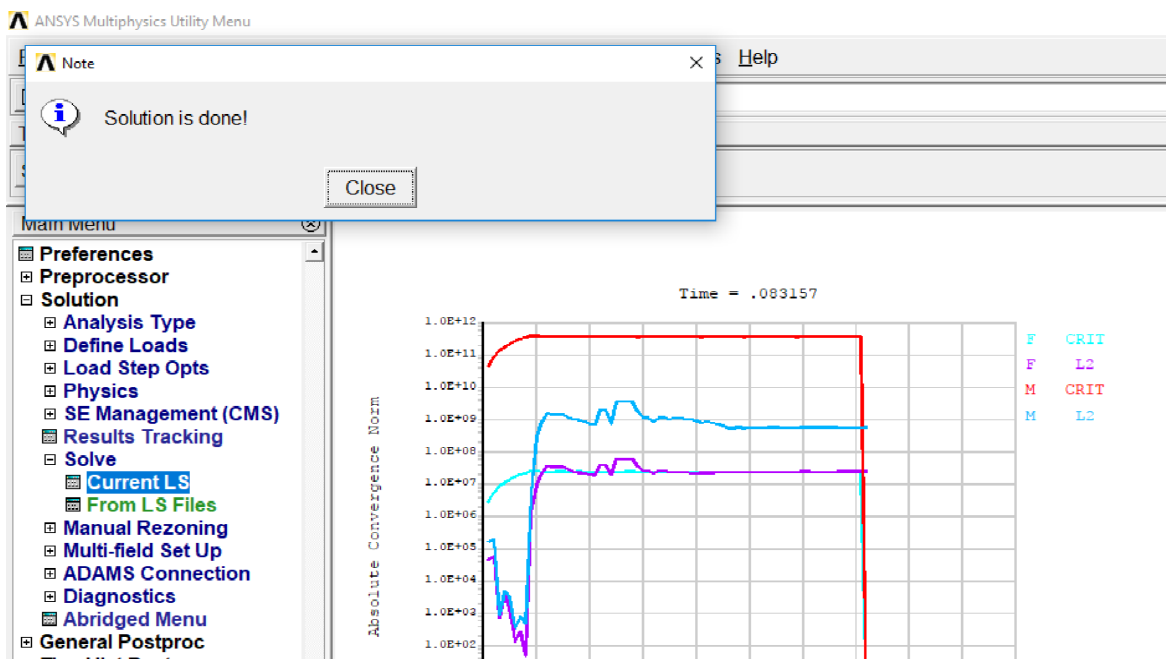 ANSYS Multiphysics Utility Menu
Note
Help
Solution is done!
Close
Main Menu
Preferences
Preprocessor
Solution
Analysis Type
Define Loads
Load Step Opts
Physics
SE Management (CMS)
Results Tracking
Solve
Current LS
From LS Files
Manual Rezoning
Multi-field Set Up
ADAMS Connection
Diagnostics
Abridged Menu
General Postproc
Time = .083157
1.0E+12
1.0E+11
1.0E+10
1.0E+09
1.0E+08
1.0E+07
1.0E+06
1.0E+05
1.0E+04
1.0E+03
1.0E+02
Absolute Convergence Norm
F CRIT
F L2
M CRIT
M L2